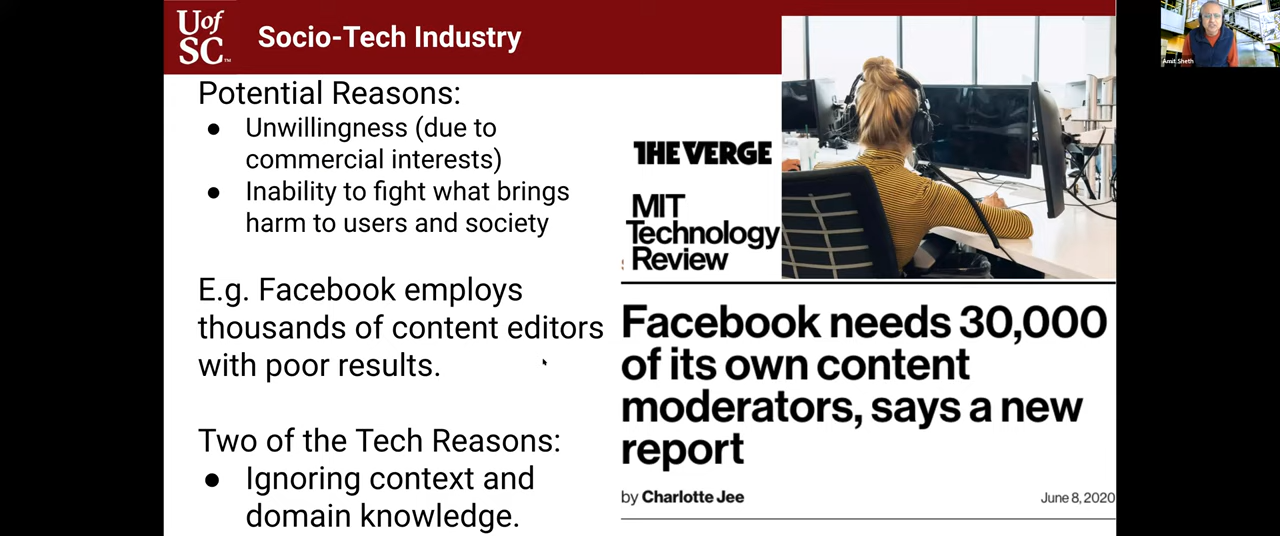 UofSC
Socio-Tech Industry
Amit Sheth
Potential Reasons:
● Unwillingness (due to
commercial interests)
● Inability to fight what brings
harm to users and society
E.g. Facebook employs
thousands of content editors
with poor results.
Two of the Tech Reasons:
● Ignoring context and
domain knowledge.
THE VERGE
MIT
Technology
Review
Facebook needs 30,000
of its own content
moderators, says a new
report
by Charlotte Jee
June 8, 2020